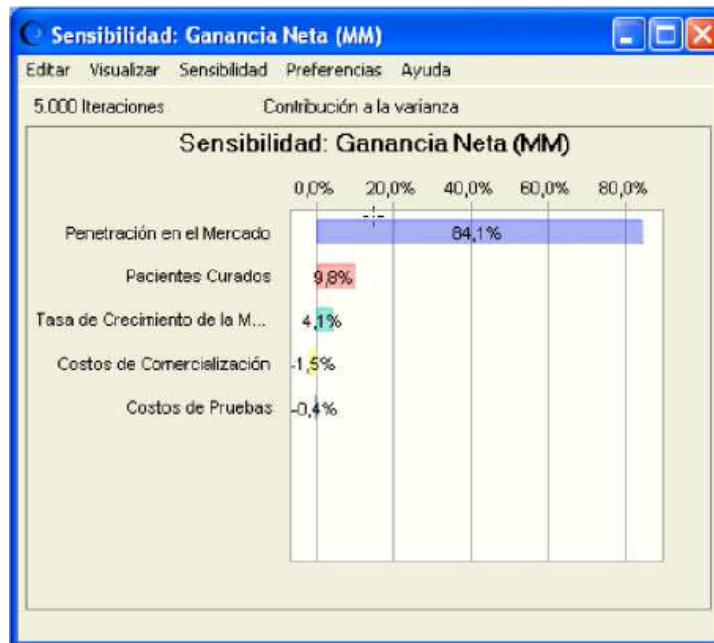 Sensibilidad: Ganancia Neta (MM)
Editar Visualizar Sensibilidad Preferencias Ayuda
5.000 Iteraciones Contribución a la varianza
Sensibilidad: Ganancia Neta (MM)
0,0% 20,0% 40,0% 60,0% 80,0%
Penetración en el Mercado 84,1%
Pacientes Curados 9,8%
Tasa de Crecimiento de la M... 4,1%
Costos de Comercialización -1,5%
Costos de Pruebas -0,4%